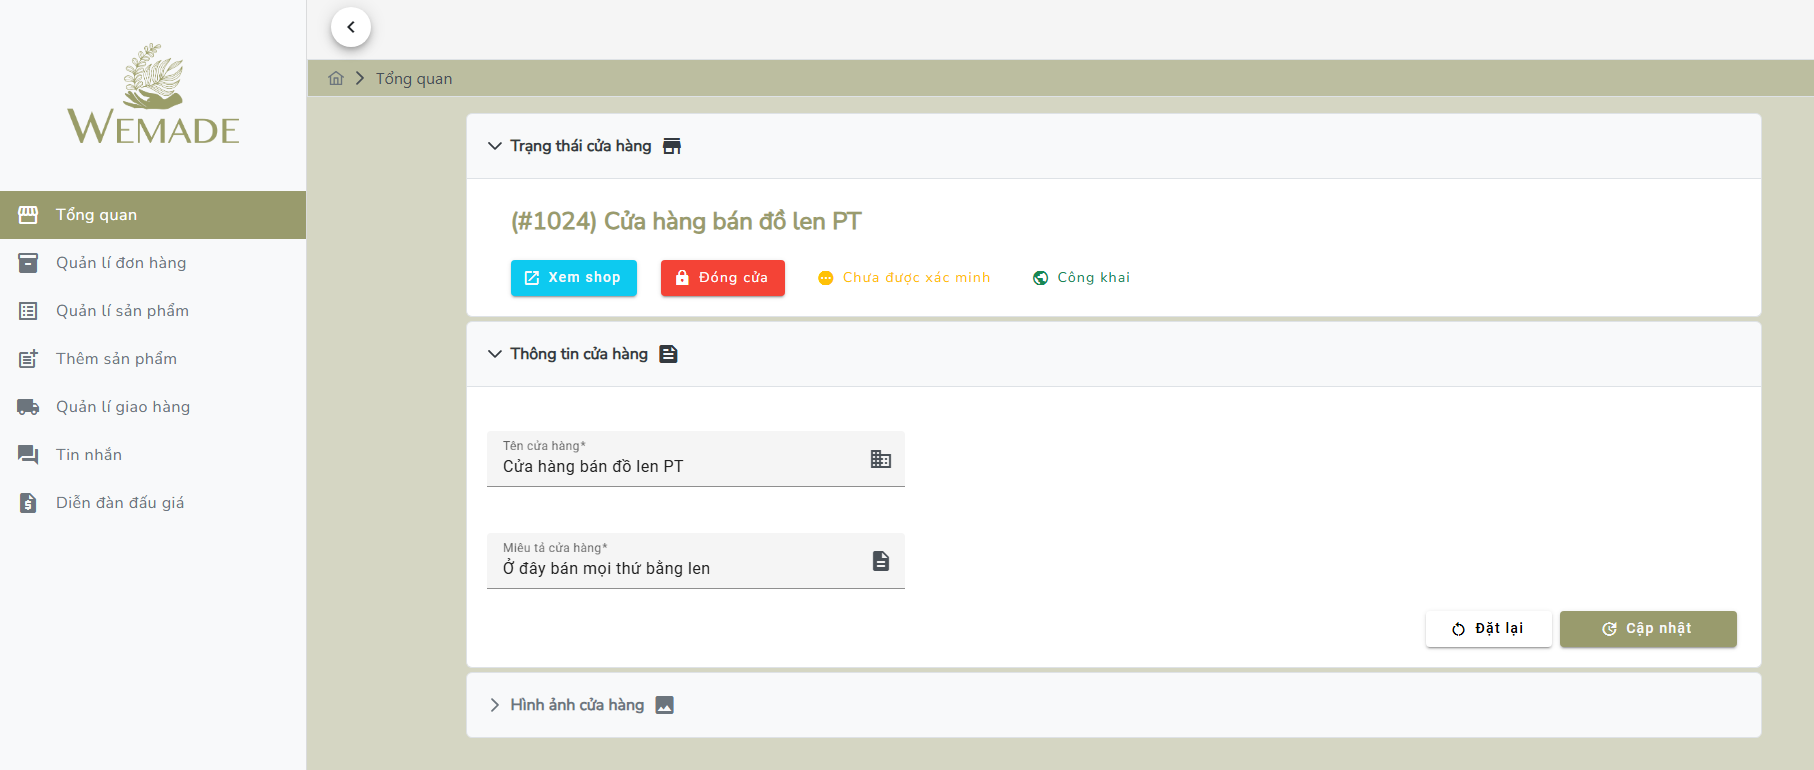 WEMADE
Tổng quan
Quản lí đơn hàng
Quản lí sản phẩm
Thêm sản phẩm
Quản lí giao hàng
Tin nhắn
Diễn đàn đấu giá
Tổng quan
Trạng thái cửa hàng
(#1024) Cửa hàng bán đồ len PT
Xem shop Đóng cửa Chưa được xác minh Công khai
Thông tin cửa hàng
Tên cửa hàng*
Cửa hàng bán đồ len PT
Miêu tả cửa hàng*
Ở đây bán mọi thứ bằng len
Đặt lại Cập nhật
Hình ảnh cửa hàng